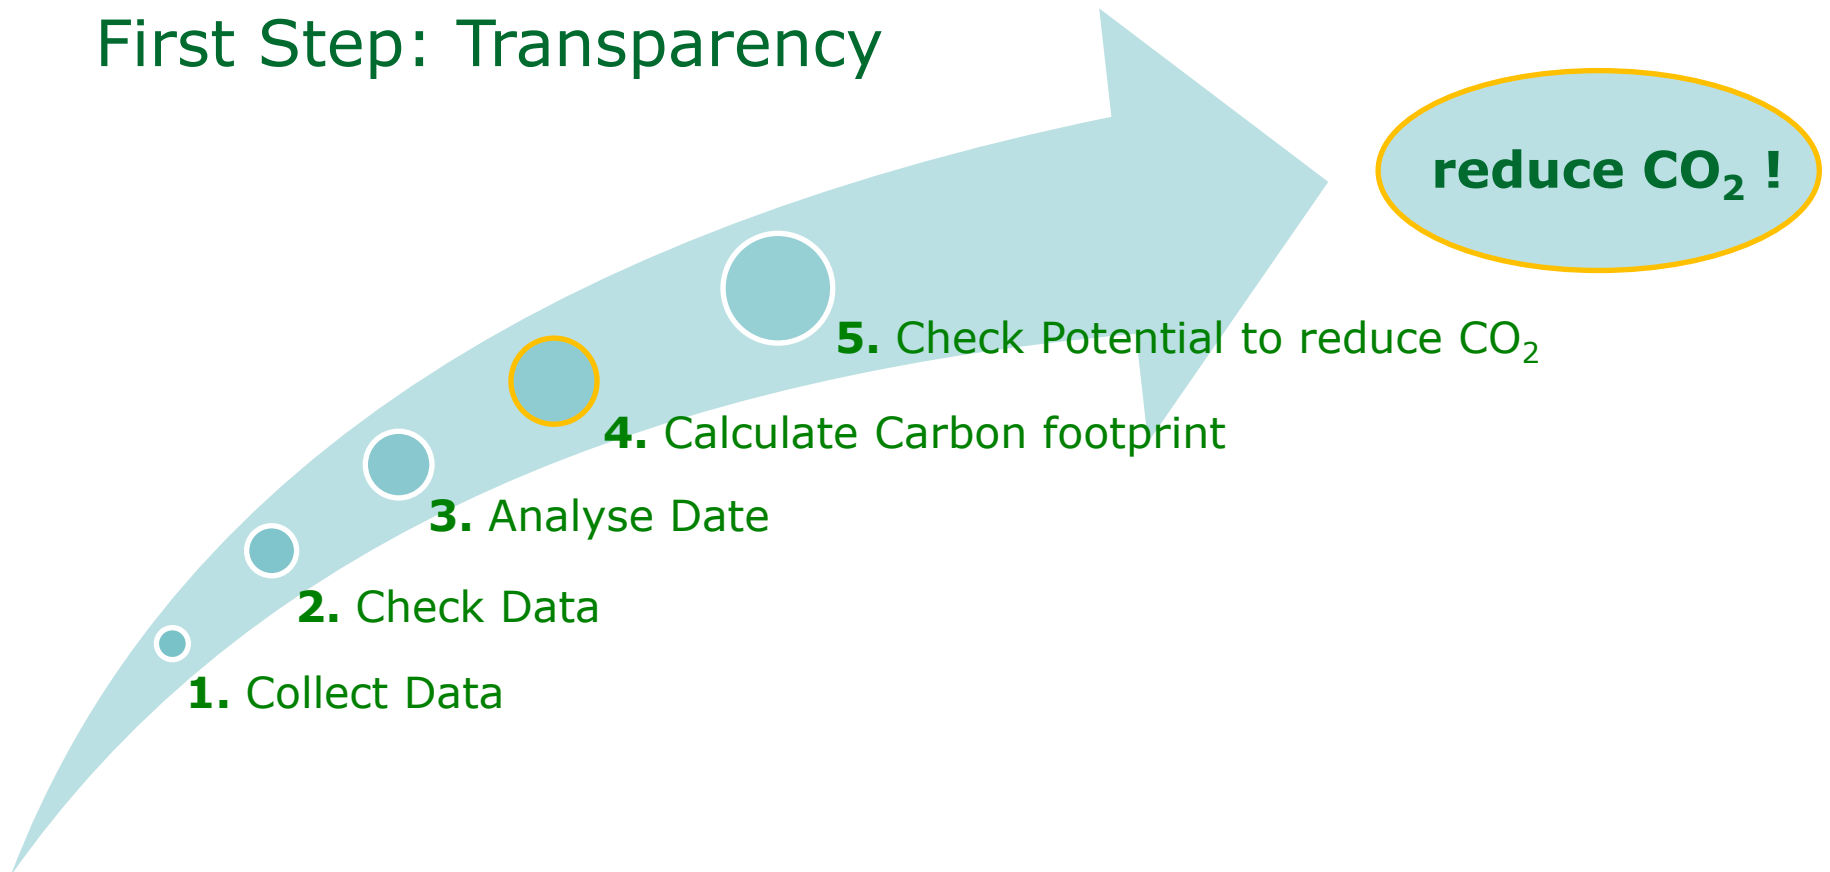 First Step: Transparency
reduce CO₂ !
5. Check Potential to reduce CO₂
4. Calculate Carbon footprint
3. Analyse Date
2. Check Data
1. Collect Data